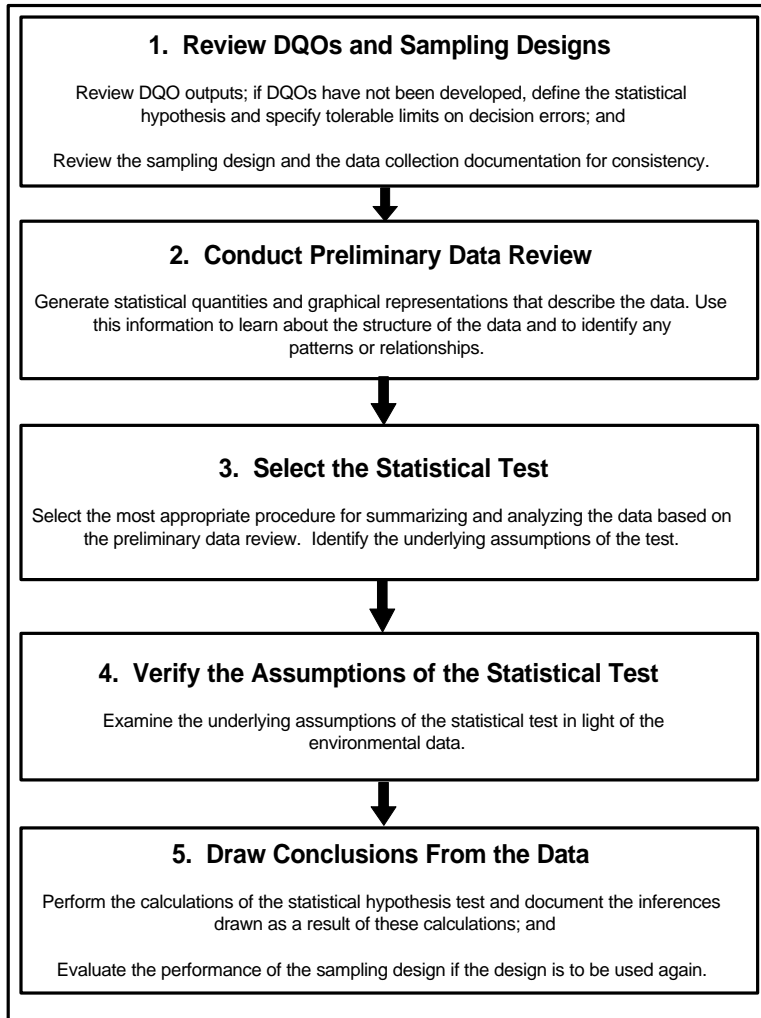 1. Review DQOs and Sampling Designs
Review DQO outputs; if DQOs have not been developed, define the statistical
hypothesis and specify tolerable limits on decision errors; and
Review the sampling design and the data collection documentation for consistency.
2. Conduct Preliminary Data Review
Generate statistical quantities and graphical representations that describe the data. Use
this information to learn about the structure of the data and to identify any
patterns or relationships.
3. Select the Statistical Test
Select the most appropriate procedure for summarizing and analyzing the data based on
the preliminary data review. Identify the underlying assumptions of the test.
4. Verify the Assumptions of the Statistical Test
Examine the underlying assumptions of the statistical test in light of the
environmental data.
5. Draw Conclusions From the Data
Perform the calculations of the statistical hypothesis test and document the inferences
drawn as a result of these calculations; and
Evaluate the performance of the sampling design if the design is to be used again.